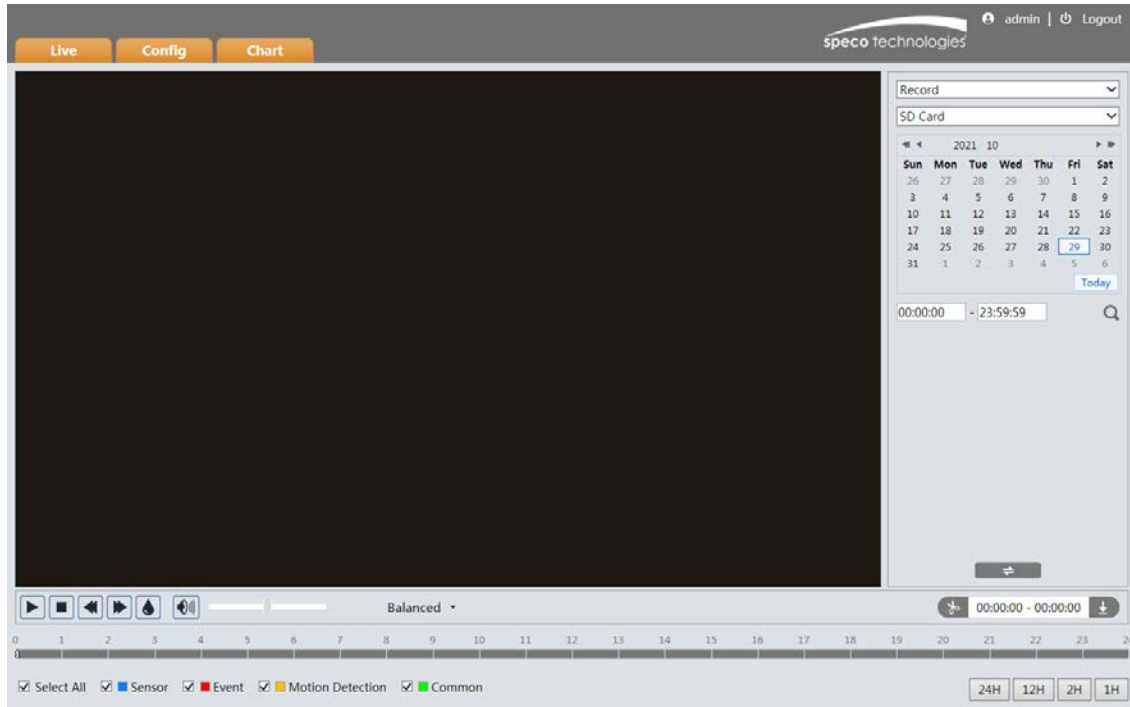 admin | Logout
speco technologies
Live Config Chart
Record
SD Card
2021 10
Sun Mon Tue Wed Thu Fri Sat
26 27 28 29 30 1 2
3 4 5 6 7 8 9
10 11 12 13 14 15 16
17 18 19 20 21 22 23
24 25 26 27 28 29 30
31 1 2 3 4 5 6
Today
00:00:00 - 23:59:59
Balanced
00:00:00 - 00:00:00
0 1 2 3 4 5 6 7 8 9 10 11 12 13 14 15 16 17 18 19 20 21 22 23 2
Select All Sensor Event Motion Detection Common
24H 12H 2H 1H